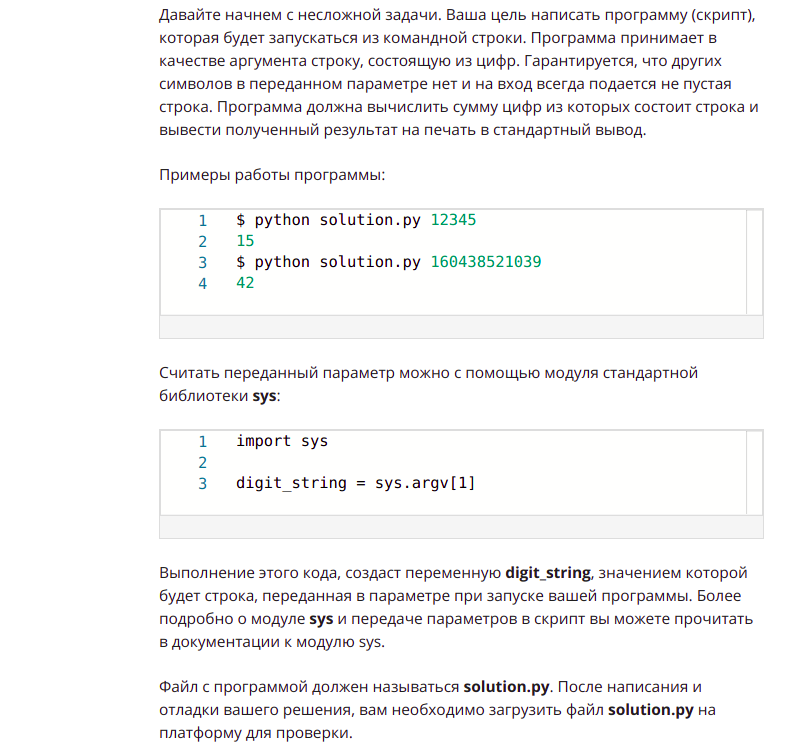 Давайте начнем с несложной задачи. Ваша цель написать программу (скрипт),
которая будет запускаться из командной строки. Программа принимает в
качестве аргумента строку, состоящую из цифр. Гарантируется, что других
символов в переданном параметре нет и на вход всегда подается не пустая
строка. Программа должна вычислить сумму цифр из которых состоит строка и
вывести полученный результат на печать в стандартный вывод.
Примеры работы программы:
1 $ python solution.py 12345
2 15
3 $ python solution.py 160438521039
4 42
Считать переданный параметр можно с помощью модуля стандартной
библиотеки sys:
1 import sys
2
3 digit_string = sys.argv[1]
Выполнение этого кода, создаст переменную digit_string, значением которой
будет строка, переданная в параметре при запуске вашей программы. Более
подробно о модуле sys и передаче параметров в скрипт вы можете прочитать
в документации к модулю sys.
Файл с программой должен называться solution.py. После написания и
отладки вашего решения, вам необходимо загрузить файл solution.py на
платформу для проверки.